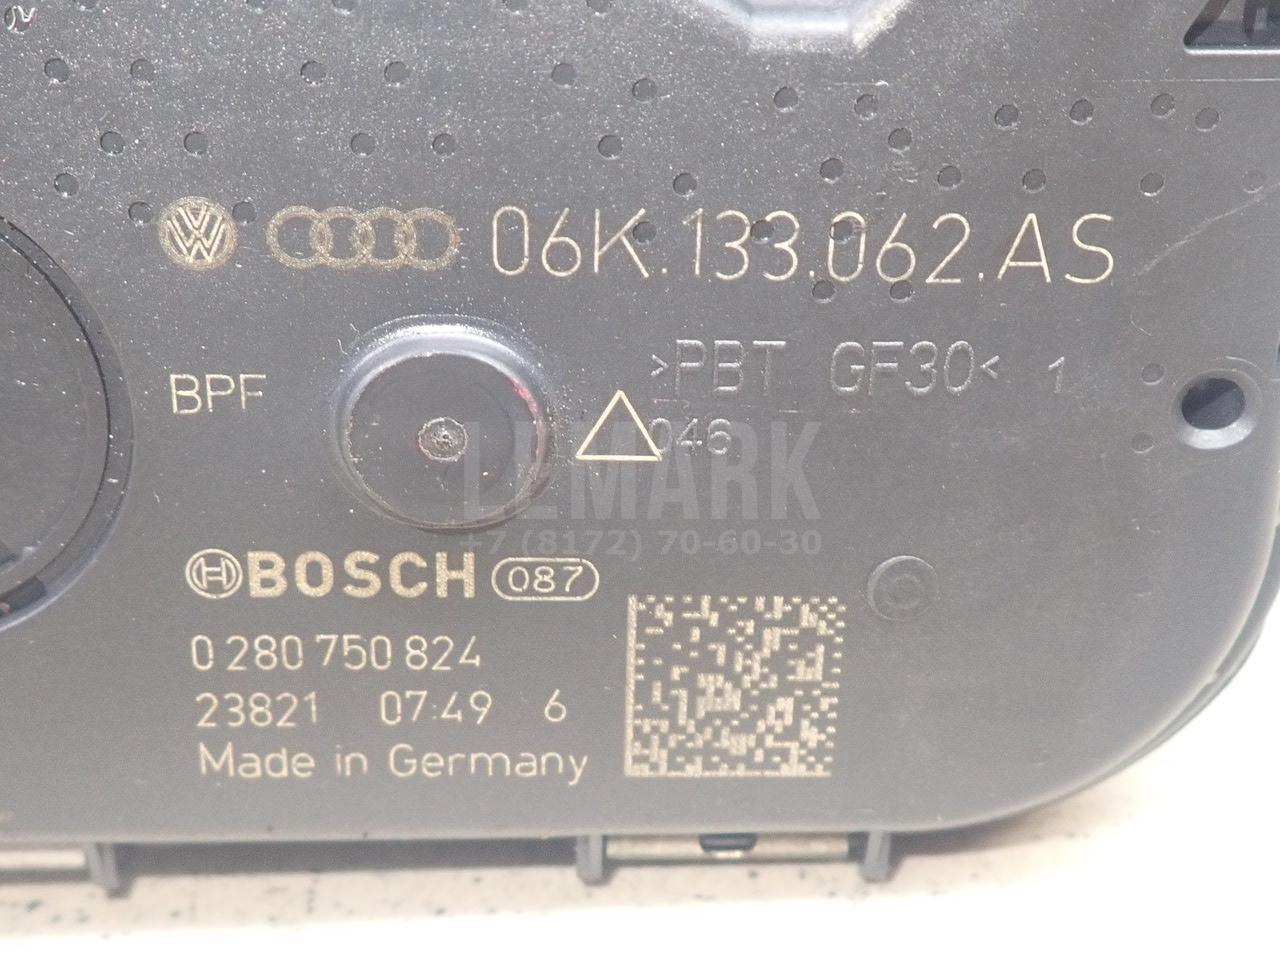 06K.133.062.AS
>PBT GF30< 1
BPF
046
LEMARK
+7 (8172) 70-60-30
BOSCH 087
0 280 750 824
23821 07:49 6
Made in Germany